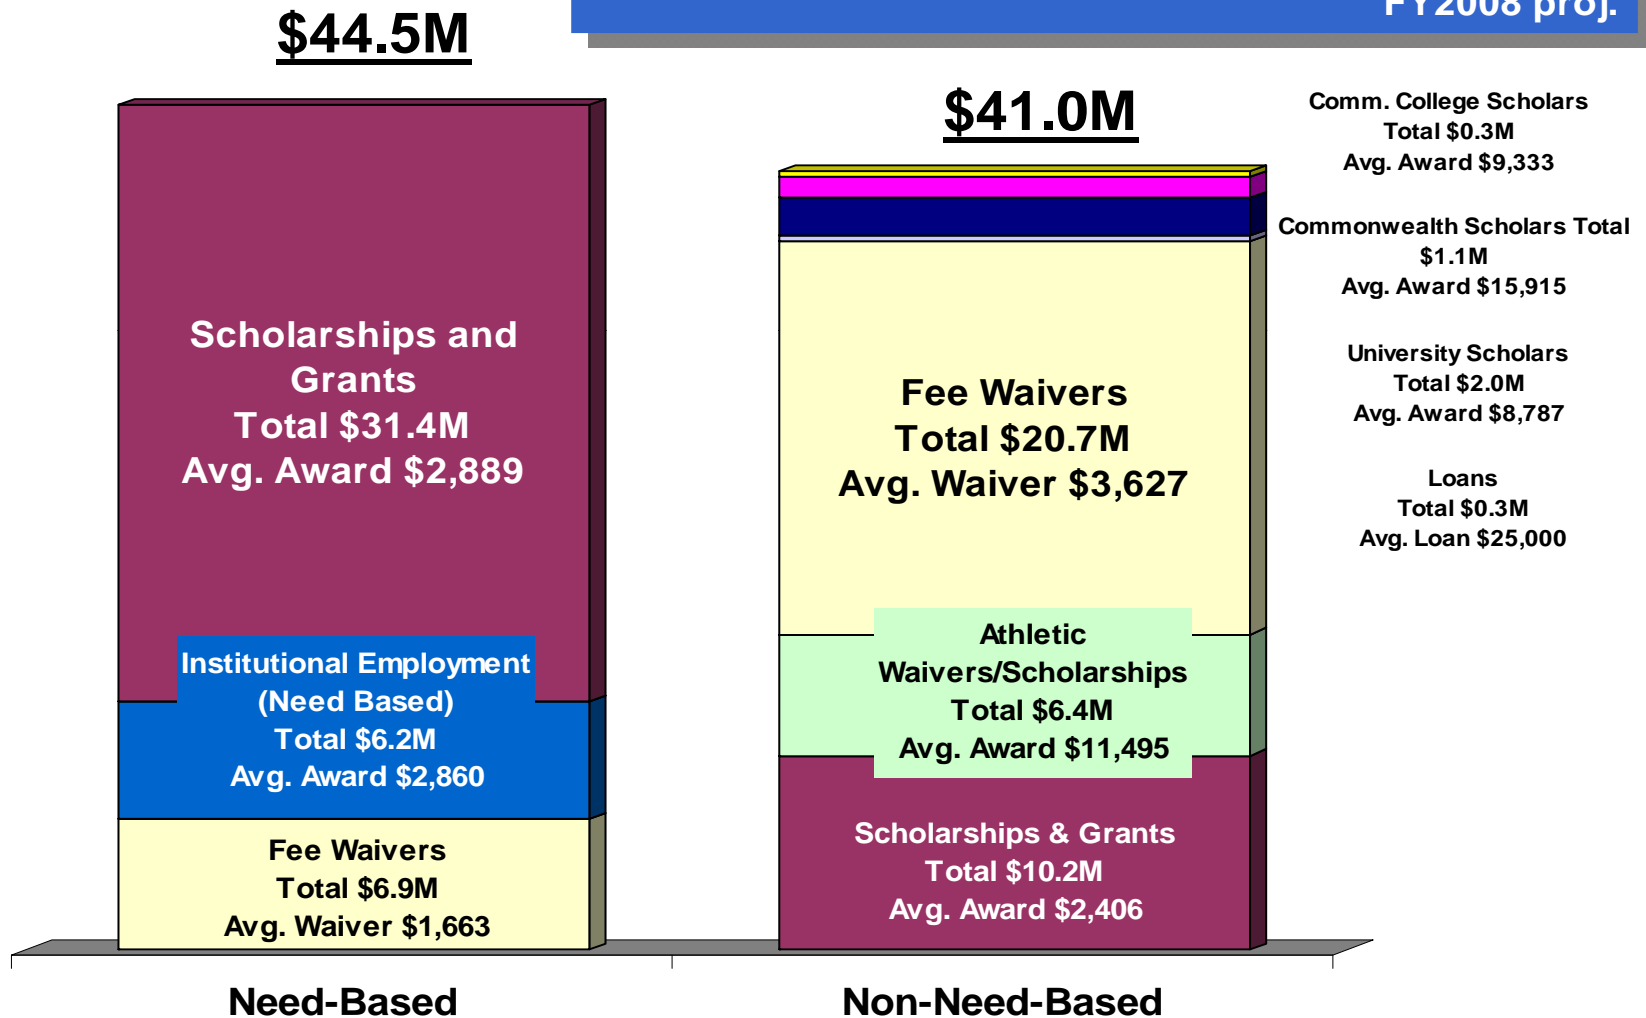 FY2008 proj.
$44.5M
$41.0M
Scholarships and
Grants
Total $31.4M
Avg. Award $2,889
Institutional Employment
(Need Based)
Total $6.2M
Avg. Award $2,860
Fee Waivers
Total $6.9M
Avg. Waiver $1,663
Fee Waivers
Total $20.7M
Avg. Waiver $3,627
Athletic
Waivers/Scholarships
Total $6.4M
Avg. Award $11,495
Scholarships & Grants
Total $10.2M
Avg. Award $2,406
Comm. College Scholars
Total $0.3M
Avg. Award $9,333
Commonwealth Scholars Total
$1.1M
Avg. Award $15,915
University Scholars
Total $2.0M
Avg. Award $8,787
Loans
Total $0.3M
Avg. Loan $25,000
Need-Based
Non-Need-Based